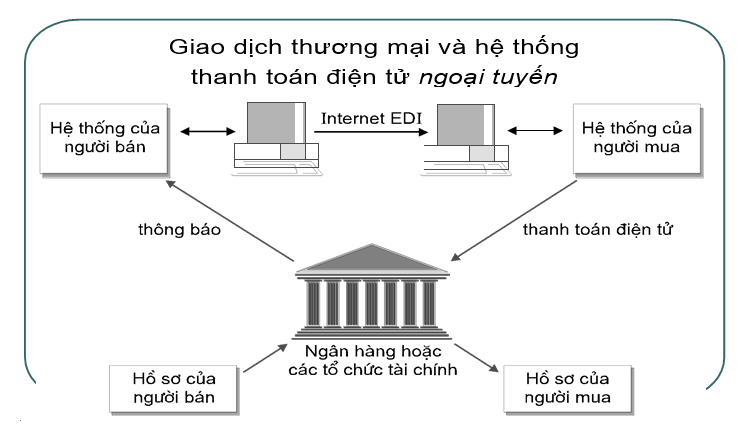 Giao dịch thương mại và hệ thống
thanh toán điện tử ngoại tuyến
Hệ thống của
người bán
Internet EDI
Hệ thống của
người mua
thông báo
thanh toán điện tử
Ngân hàng hoặc
các tổ chức tài chính
Hồ sơ của
người bán
Hồ sơ của
người mua